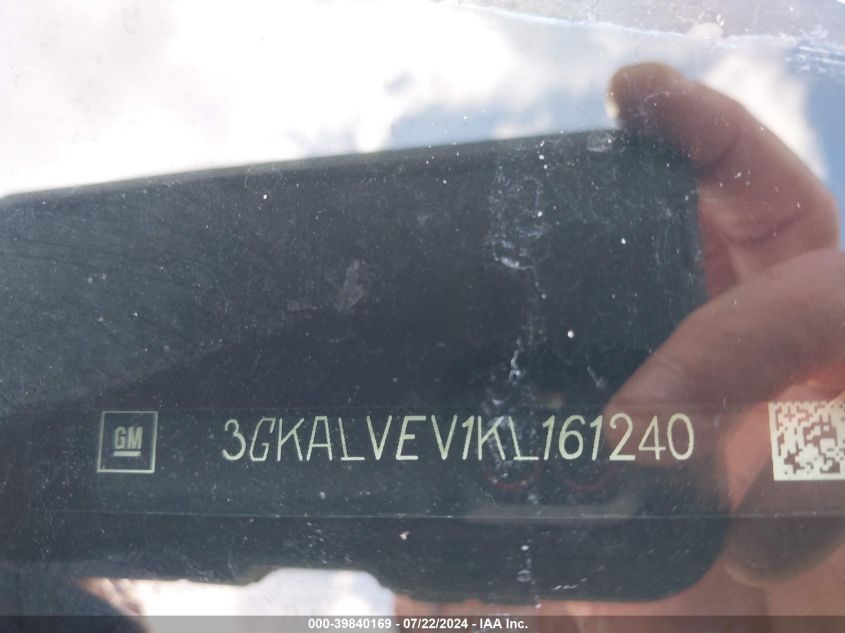 GM 3GKALVEV1KL161240
000-39840169 - 07/22/2024 - IAA Inc.